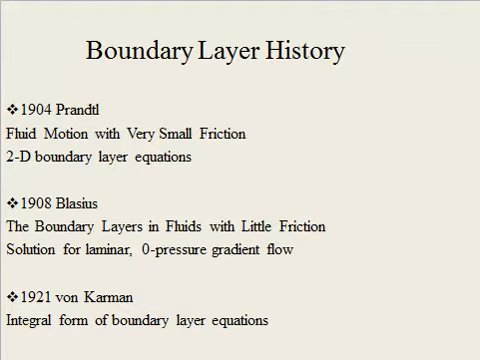 Boundary Layer History
❖1904 Prandtl
Fluid Motion with Very Small Friction
2-D boundary layer equations
❖1908 Blasius
The Boundary Layers in Fluids with Little Friction
Solution for laminar, 0-pressure gradient flow
❖1921 von Karman
Integral form of boundary layer equations